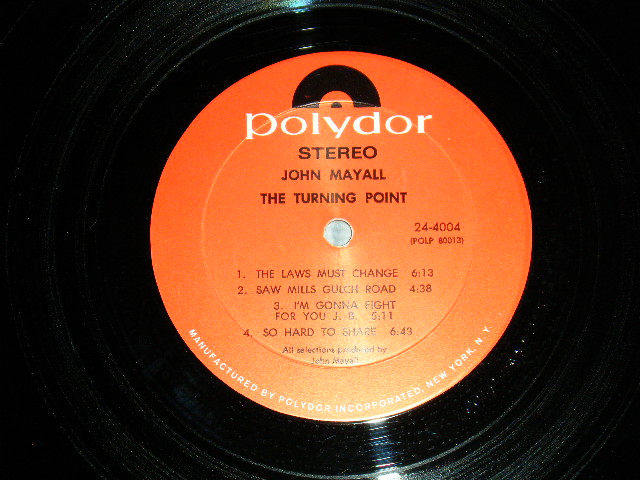 polydor
STEREO
JOHN MAYALL
THE TURNING POINT
24-4004
(POLP 80013)
1. THE LAWS MUST CHANGE 6:13
2. SAW MILLS GULCH ROAD 4:38
3. I'M GONNA FIGHT
FOR YOU J. B. 5:11
4. SO HARD TO SHARE 6:43
All selections produced by
John Mayall
MANUFACTURED BY POLYDOR INCORPORATED, NEW YORK, N. Y.